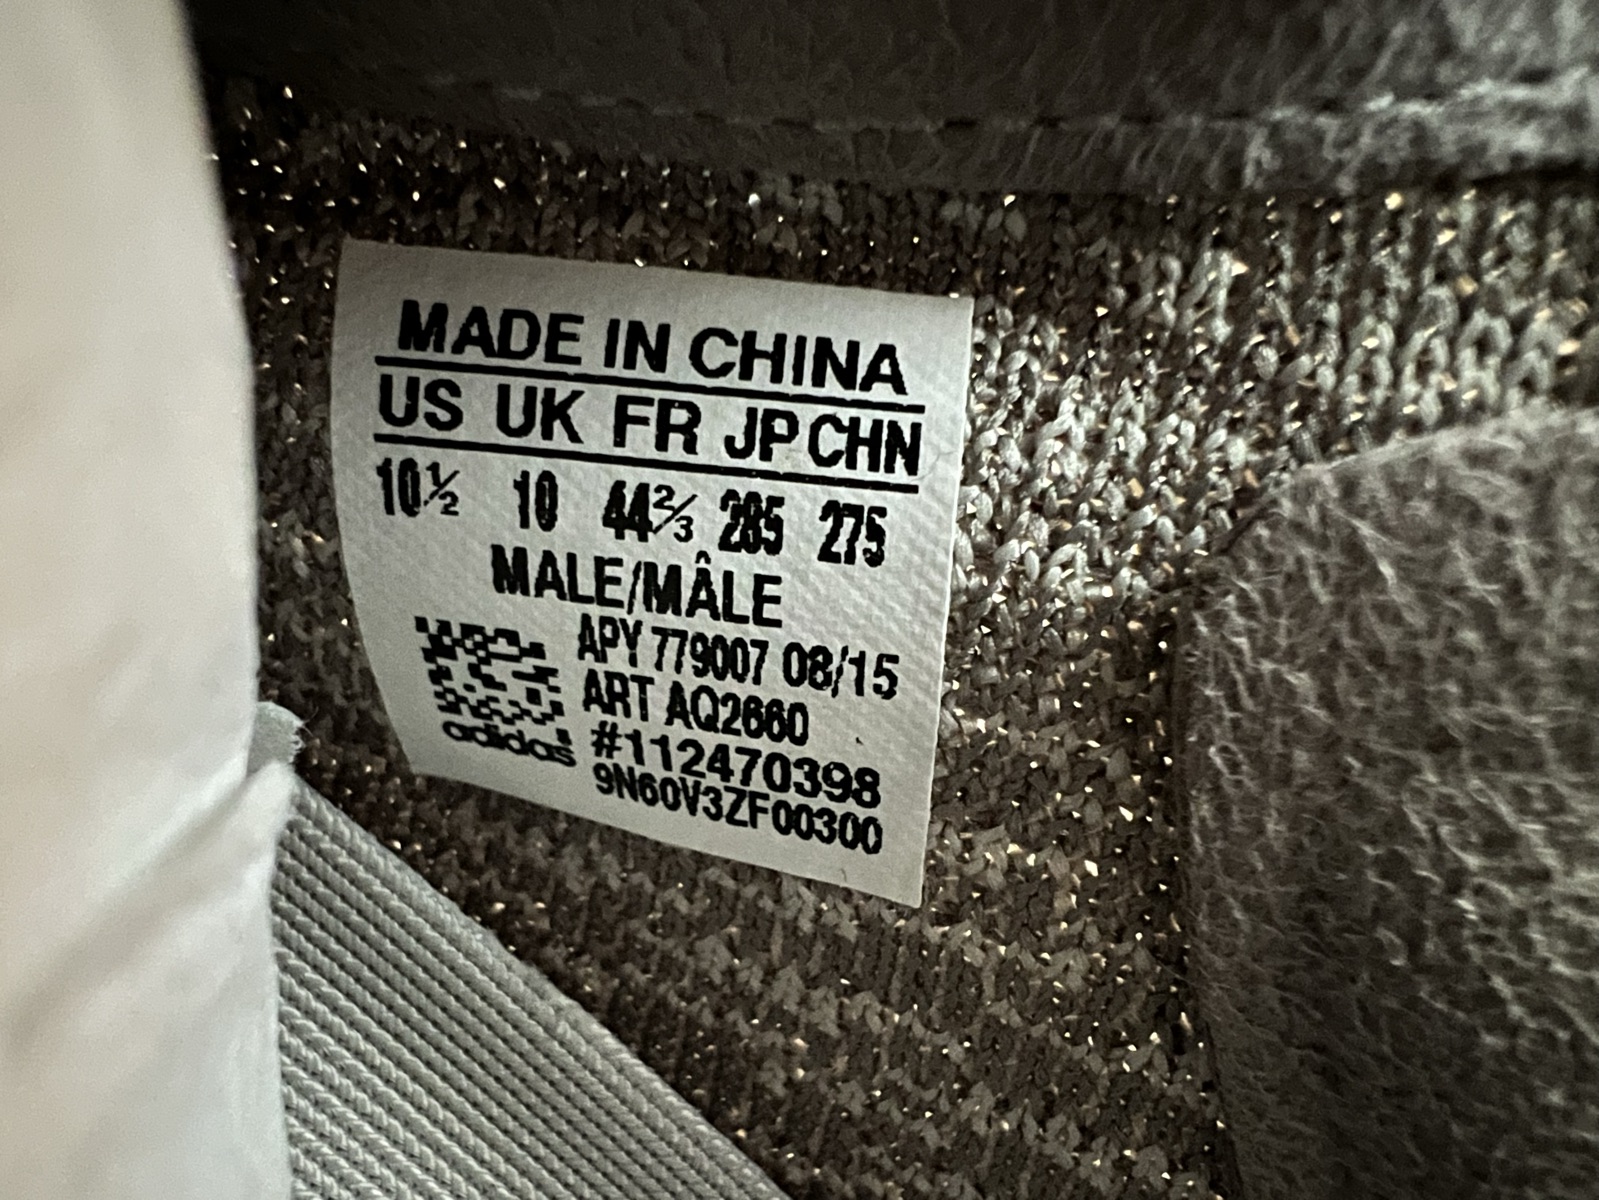 MADE IN CHINA
US UK FR JP CHN
10½ 10 44⅔ 285 275
MALE/MÂLE
APY 779007 08/15
ART AQ2660
#112470398
adidas
9N60V3ZF00300